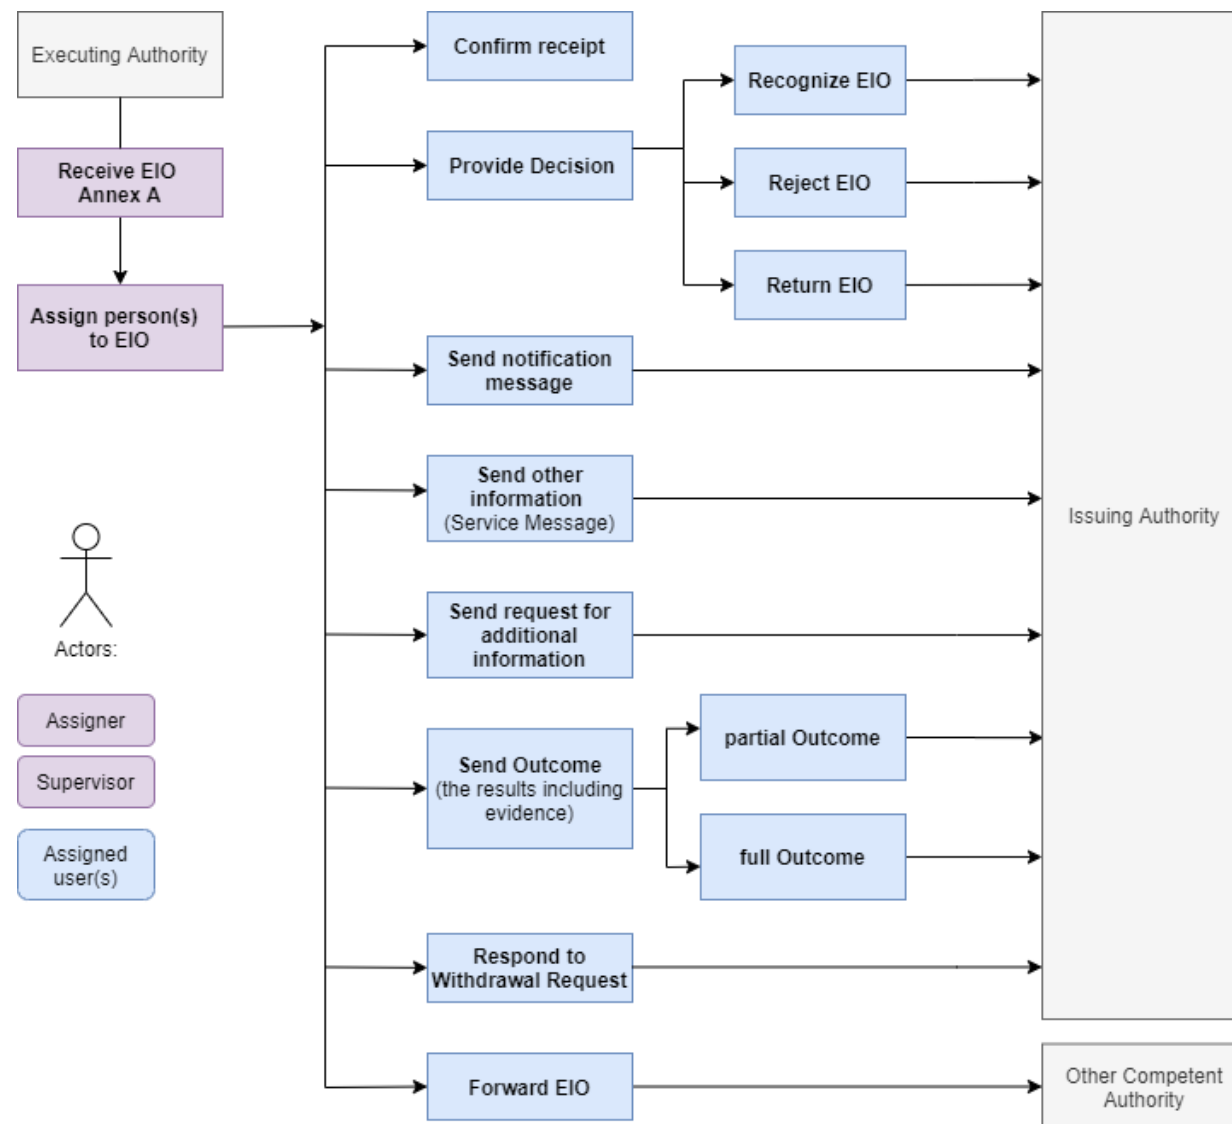 Executing Authority
Receive EIO
Annex A
Assign person(s)
to EIO
Confirm receipt
Provide Decision
Recognize EIO
Reject EIO
Return EIO
Send notification
message
Send other
information
(Service Message)
Send request for
additional
information
Send Outcome
(the results including
evidence)
partial Outcome
full Outcome
Respond to
Withdrawal Request
Forward EIO
Issuing Authority
Other Competent
Authority
Actors:
Assigner
Supervisor
Assigned
user(s)